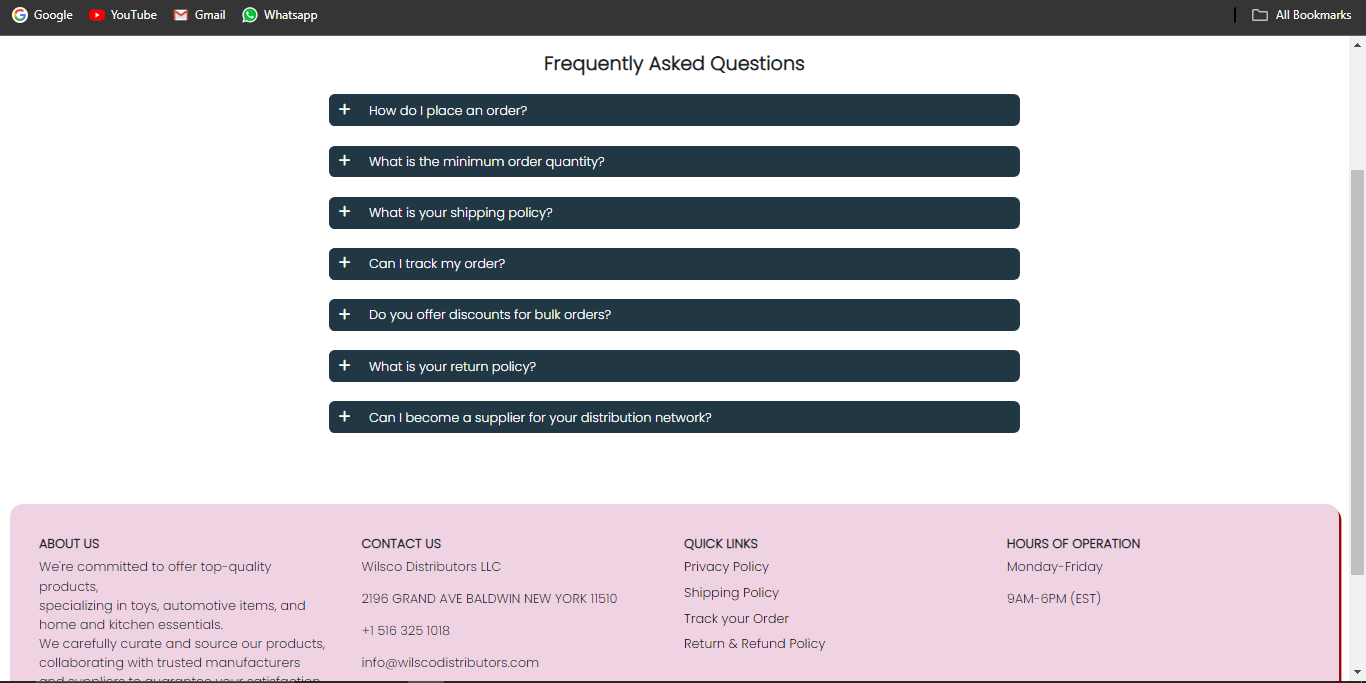 Google YouTube Gmail Whatsapp All Bookmarks
Frequently Asked Questions
+ How do I place an order?
+ What is the minimum order quantity?
+ What is your shipping policy?
+ Can I track my order?
+ Do you offer discounts for bulk orders?
+ What is your return policy?
+ Can I become a supplier for your distribution network?
ABOUT US
We're committed to offer top-quality
products,
specializing in toys, automotive items, and
home and kitchen essentials.
We carefully curate and source our products,
collaborating with trusted manufacturers
and suppliers to guarantee your satisfaction
CONTACT US
Wilsco Distributors LLC
2196 GRAND AVE BALDWIN NEW YORK 11510
+1 516 325 1018
info@wilscodistributors.com
QUICK LINKS
Privacy Policy
Shipping Policy
Track your Order
Return & Refund Policy
HOURS OF OPERATION
Monday-Friday
9AM-6PM (EST)